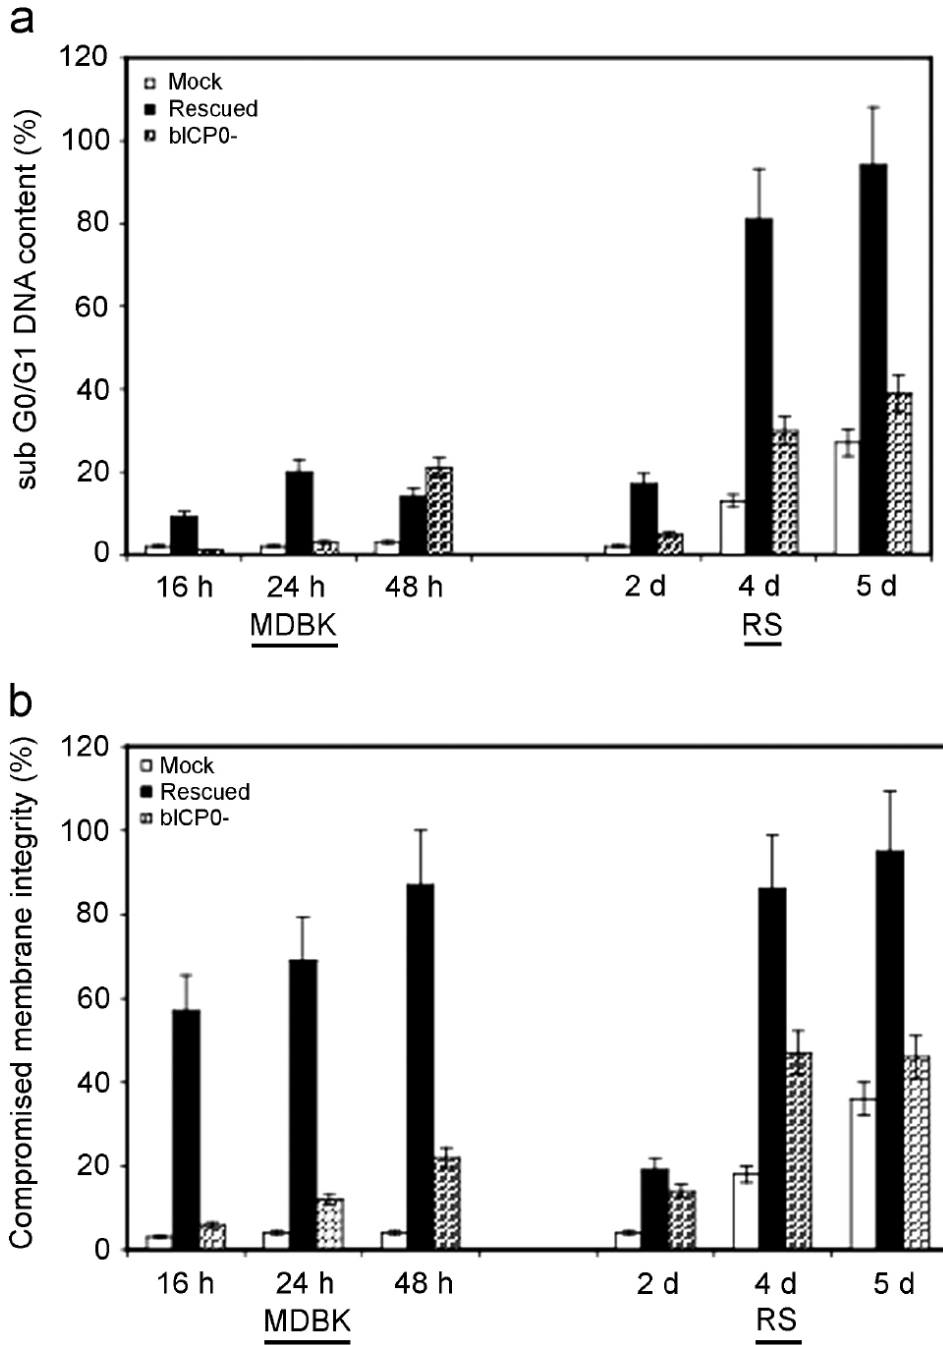 a
sub G0/G1 DNA content (%)
120
100
80
60
40
20
0
Mock
Rescued
bICP0-
16 h 24 h 48 h 2 d 4 d 5 d
MDBK RS
b
Compromised membrane integrity (%)
120
100
80
60
40
20
0
Mock
Rescued
bICP0-
16 h 24 h 48 h 2 d 4 d 5 d
MDBK RS